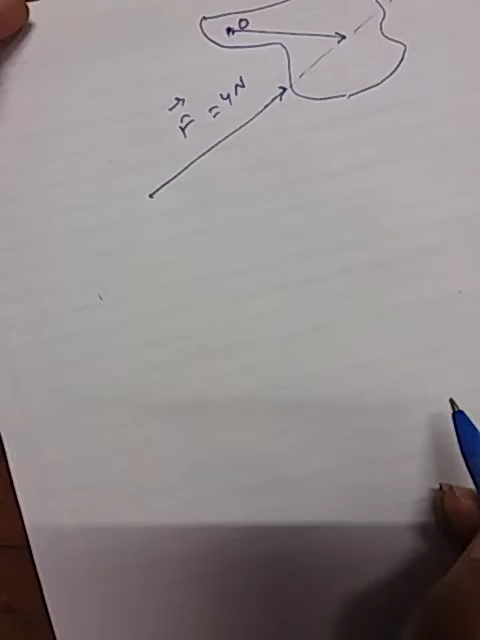 O
F⃗ = 4N